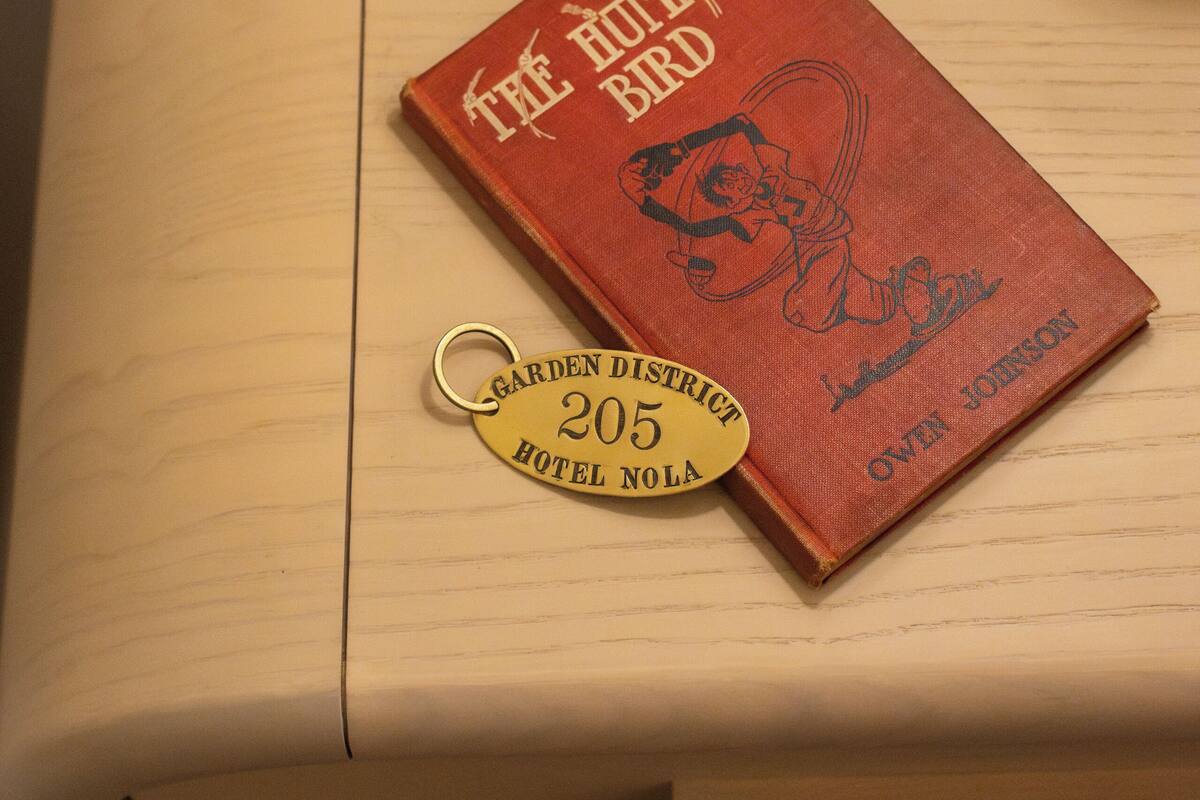 THE
BIRD
OWEN JOHNSON
GARDEN DISTRICT
205
HOTEL NOLA